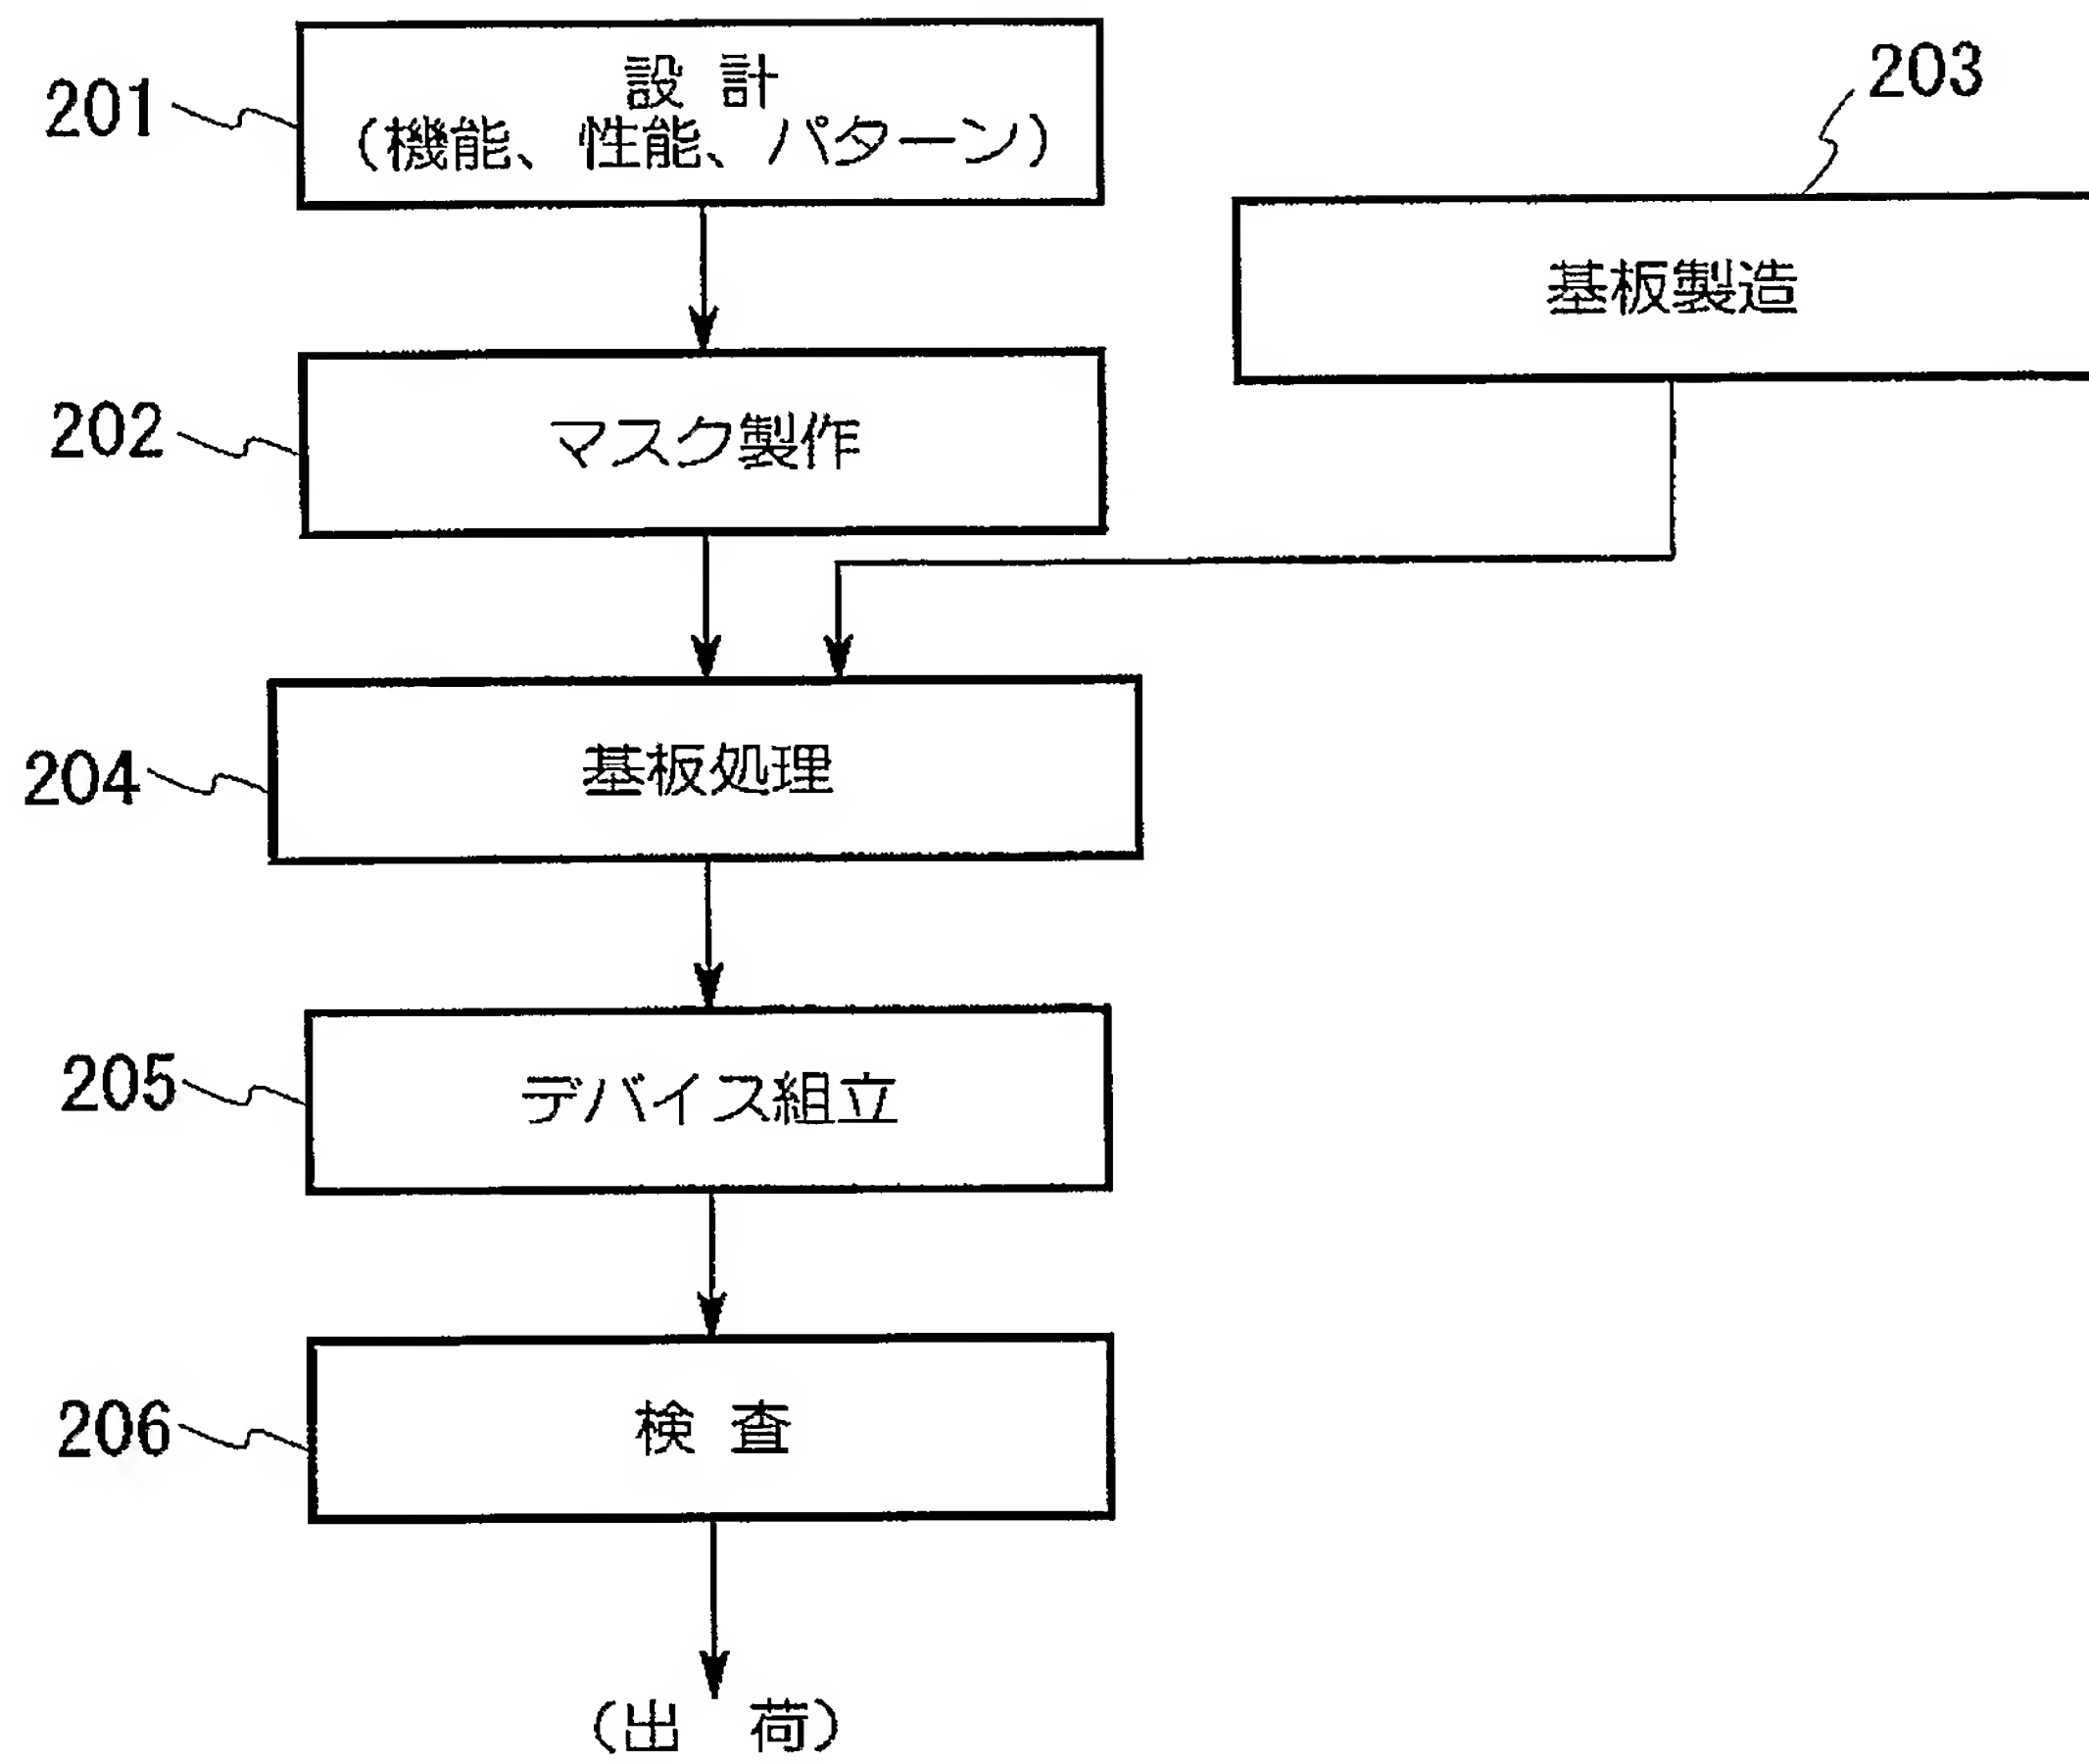 201
設 計
(機能、性能、パターン)
203
基板製造
202
マスク製作
204
基板処理
205
デバイス組立
206
検 査
(出 荷)